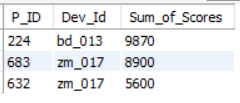 P_ID Dev_Id Sum_of_Scores
224 bd_013 9870
683 zm_017 8900
632 zm_017 5600